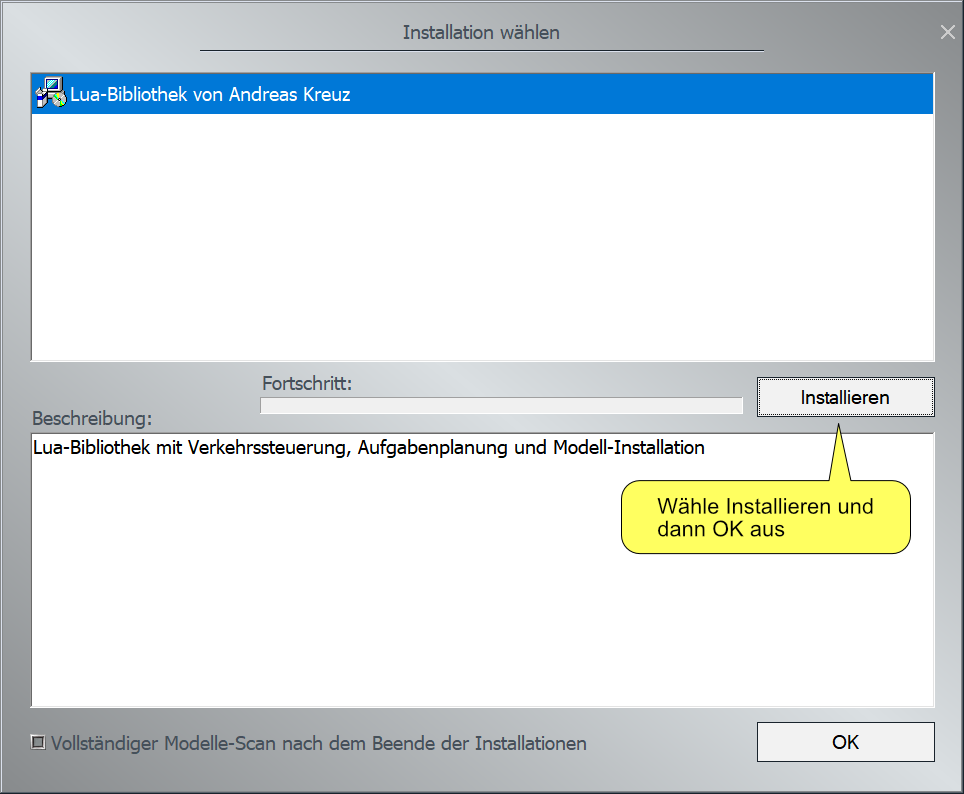 Installation wählen
Lua-Bibliothek von Andreas Kreuz
Fortschritt:
Installieren
Beschreibung:
Lua-Bibliothek mit Verkehrssteuerung, Aufgabenplanung und Modell-Installation
Wähle Installieren und
dann OK aus
Vollständiger Modelle-Scan nach dem Beende der Installationen
OK